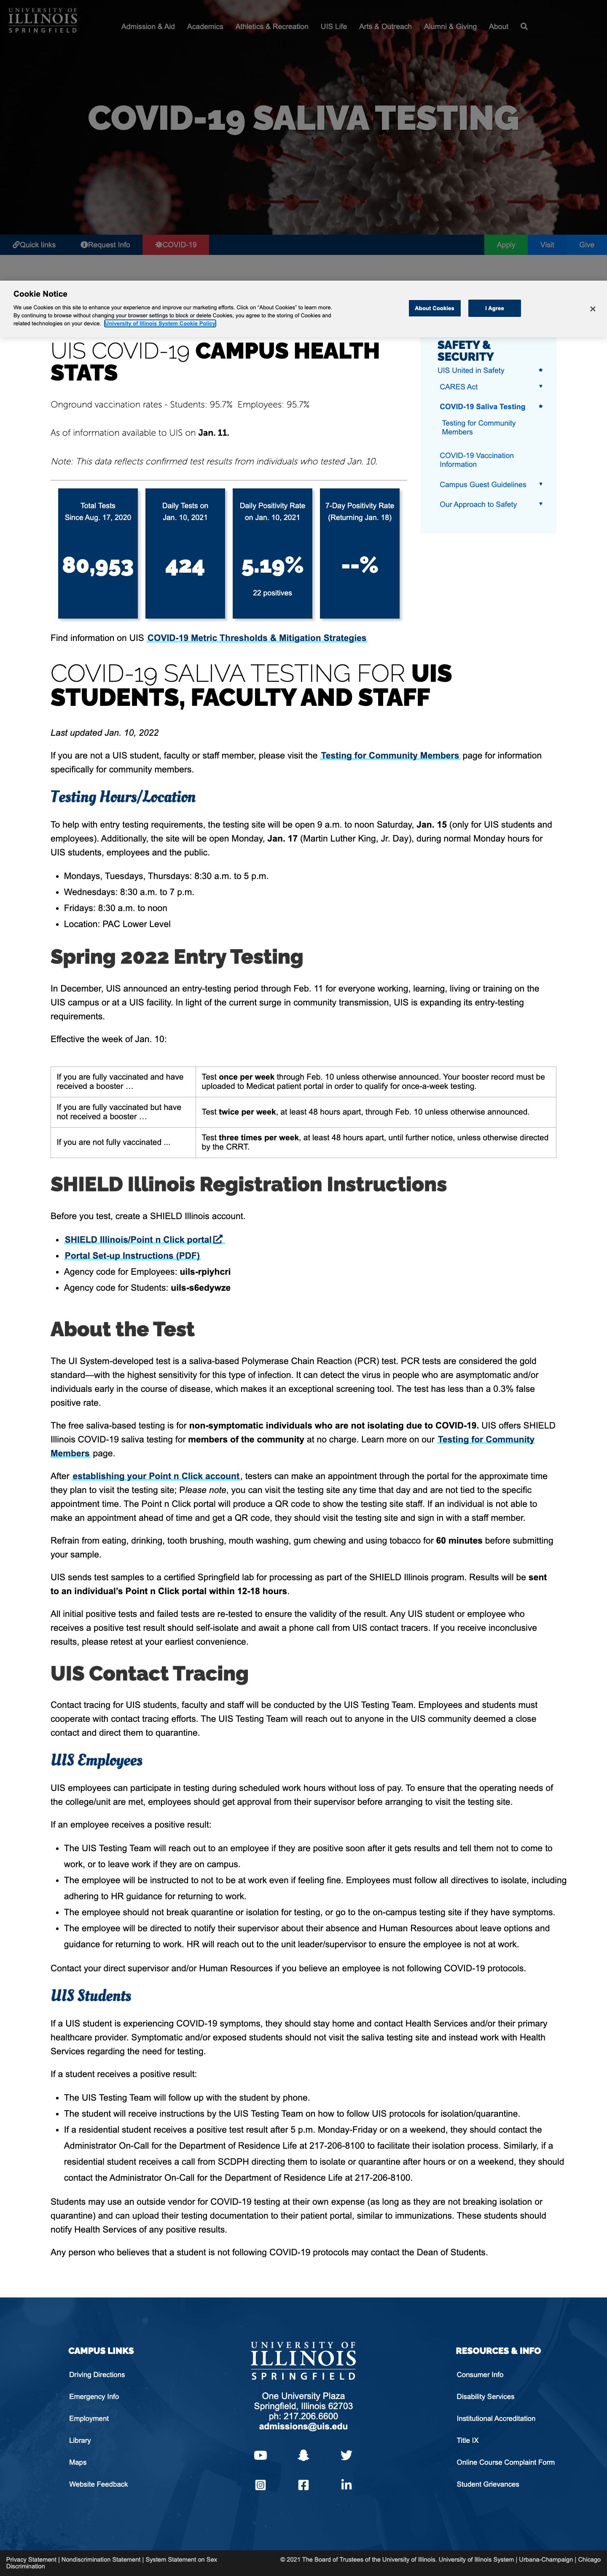 UNIVERSITY OF
ILLINOIS
SPRINGFIELD
Admission & Aid Academics Athletics & Recreation UIS Life Arts & Outreach Alumni & Giving About
COVID-19 SALIVA TESTING
Quick links Request Info COVID-19 Apply Visit Give
Cookie Notice
We use Cookies on this site to enhance your experience and improve our marketing efforts. Click on “About Cookies” to learn more.
By continuing to browse without changing your browser settings to block or delete Cookies, you agree to the storing of Cookies and
related technologies on your device. University of Illinois System Cookie Policy
About Cookies I Agree
UIS COVID-19 CAMPUS HEALTH
STATS
Onground vaccination rates - Students: 95.7% Employees: 95.7%
As of information available to UIS on Jan. 11.
Note: This data reflects confirmed test results from individuals who tested Jan. 10.
Total Tests
Since Aug. 17, 2020
80,953
Daily Tests on
Jan. 10, 2021
424
Daily Positivity Rate
on Jan. 10, 2021
5.19%
22 positives
7-Day Positivity Rate
(Returning Jan. 18)
--%
SAFETY &
SECURITY
UIS United in Safety
CARES Act
COVID-19 Saliva Testing
Testing for Community
Members
COVID-19 Vaccination
Information
Campus Guest Guidelines
Our Approach to Safety
Find information on UIS COVID-19 Metric Thresholds & Mitigation Strategies
COVID-19 SALIVA TESTING FOR UIS
STUDENTS, FACULTY AND STAFF
Last updated Jan. 10, 2022
If you are not a UIS student, faculty or staff member, please visit the Testing for Community Members page for information
specifically for community members.
Testing Hours/Location
To help with entry testing requirements, the testing site will be open 9 a.m. to noon Saturday, Jan. 15 (only for UIS students and
employees). Additionally, the site will be open Monday, Jan. 17 (Martin Luther King, Jr. Day), during normal Monday hours for
UIS students, employees and the public.
• Mondays, Tuesdays, Thursdays: 8:30 a.m. to 5 p.m.
• Wednesdays: 8:30 a.m. to 7 p.m.
• Fridays: 8:30 a.m. to noon
• Location: PAC Lower Level
Spring 2022 Entry Testing
In December, UIS announced an entry-testing period through Feb. 11 for everyone working, learning, living or training on the
UIS campus or at a UIS facility. In light of the current surge in community transmission, UIS is expanding its entry-testing
requirements.
Effective the week of Jan. 10:
If you are fully vaccinated and have
received a booster …
Test once per week through Feb. 10 unless otherwise announced. Your booster record must be
uploaded to Medicat patient portal in order to qualify for once-a-week testing.
If you are fully vaccinated but have
not received a booster …
Test twice per week, at least 48 hours apart, through Feb. 10 unless otherwise announced.
If you are not fully vaccinated ...
Test three times per week, at least 48 hours apart, until further notice, unless otherwise directed
by the CRRT.
SHIELD Illinois Registration Instructions
Before you test, create a SHIELD Illinois account.
• SHIELD Illinois/Point n Click portal
• Portal Set-up Instructions (PDF)
• Agency code for Employees: uils-rpiyhcri
• Agency code for Students: uils-s6edywze
About the Test
The UI System-developed test is a saliva-based Polymerase Chain Reaction (PCR) test. PCR tests are considered the gold
standard—with the highest sensitivity for this type of infection. It can detect the virus in people who are asymptomatic and/or
individuals early in the course of disease, which makes it an exceptional screening tool. The test has less than a 0.3% false
positive rate.
The free saliva-based testing is for non-symptomatic individuals who are not isolating due to COVID-19. UIS offers SHIELD
Illinois COVID-19 saliva testing for members of the community at no charge. Learn more on our Testing for Community
Members page.
After establishing your Point n Click account, testers can make an appointment through the portal for the approximate time
they plan to visit the testing site; Please note, you can visit the testing site any time that day and are not tied to the specific
appointment time. The Point n Click portal will produce a QR code to show the testing site staff. If an individual is not able to
make an appointment ahead of time and get a QR code, they should visit the testing site and sign in with a staff member.
Refrain from eating, drinking, tooth brushing, mouth washing, gum chewing and using tobacco for 60 minutes before submitting
your sample.
UIS sends test samples to a certified Springfield lab for processing as part of the SHIELD Illinois program. Results will be sent
to an individual’s Point n Click portal within 12-18 hours.
All initial positive tests and failed tests are re-tested to ensure the validity of the result. Any UIS student or employee who
receives a positive test result should self-isolate and await a phone call from UIS contact tracers. If you receive inconclusive
results, please retest at your earliest convenience.
UIS Contact Tracing
Contact tracing for UIS students, faculty and staff will be conducted by the UIS Testing Team. Employees and students must
cooperate with contact tracing efforts. The UIS Testing Team will reach out to anyone in the UIS community deemed a close
contact and direct them to quarantine.
UIS Employees
UIS employees can participate in testing during scheduled work hours without loss of pay. To ensure that the operating needs of
the college/unit are met, employees should get approval from their supervisor before arranging to visit the testing site.
If an employee receives a positive result:
• The UIS Testing Team will reach out to an employee if they are positive soon after it gets results and tell them not to come to
work, or to leave work if they are on campus.
• The employee will be instructed to not to be at work even if feeling fine. Employees must follow all directives to isolate, including
adhering to HR guidance for returning to work.
• The employee should not break quarantine or isolation for testing, or go to the on-campus testing site if they have symptoms.
• The employee will be directed to notify their supervisor about their absence and Human Resources about leave options and
guidance for returning to work. HR will reach out to the unit leader/supervisor to ensure the employee is not at work.
Contact your direct supervisor and/or Human Resources if you believe an employee is not following COVID-19 protocols.
UIS Students
If a UIS student is experiencing COVID-19 symptoms, they should stay home and contact Health Services and/or their primary
healthcare provider. Symptomatic and/or exposed students should not visit the saliva testing site and instead work with Health
Services regarding the need for testing.
If a student receives a positive result:
• The UIS Testing Team will follow up with the student by phone.
• The student will receive instructions by the UIS Testing Team on how to follow UIS protocols for isolation/quarantine.
• If a residential student receives a positive test result after 5 p.m. Monday-Friday or on a weekend, they should contact the
Administrator On-Call for the Department of Residence Life at 217-206-8100 to facilitate their isolation process. Similarly, if a
residential student receives a call from SCDPH directing them to isolate or quarantine after hours or on a weekend, they should
contact the Administrator On-Call for the Department of Residence Life at 217-206-8100.
Students may use an outside vendor for COVID-19 testing at their own expense (as long as they are not breaking isolation or
quarantine) and can upload their testing documentation to their patient portal, similar to immunizations. These students should
notify Health Services of any positive results.
Any person who believes that a student is not following COVID-19 protocols may contact the Dean of Students.
CAMPUS LINKS
Driving Directions
Emergency Info
Employment
Library
Maps
Website Feedback
UNIVERSITY OF
ILLINOIS
SPRINGFIELD
One University Plaza
Springfield, Illinois 62703
ph: 217.206.6600
admissions@uis.edu
RESOURCES & INFO
Consumer Info
Disability Services
Institutional Accreditation
Title IX
Online Course Complaint Form
Student Grievances
Privacy Statement | Nondiscrimination Statement | System Statement on Sex
Discrimination
© 2021 The Board of Trustees of the University of Illinois. University of Illinois System | Urbana-Champaign | Chicago